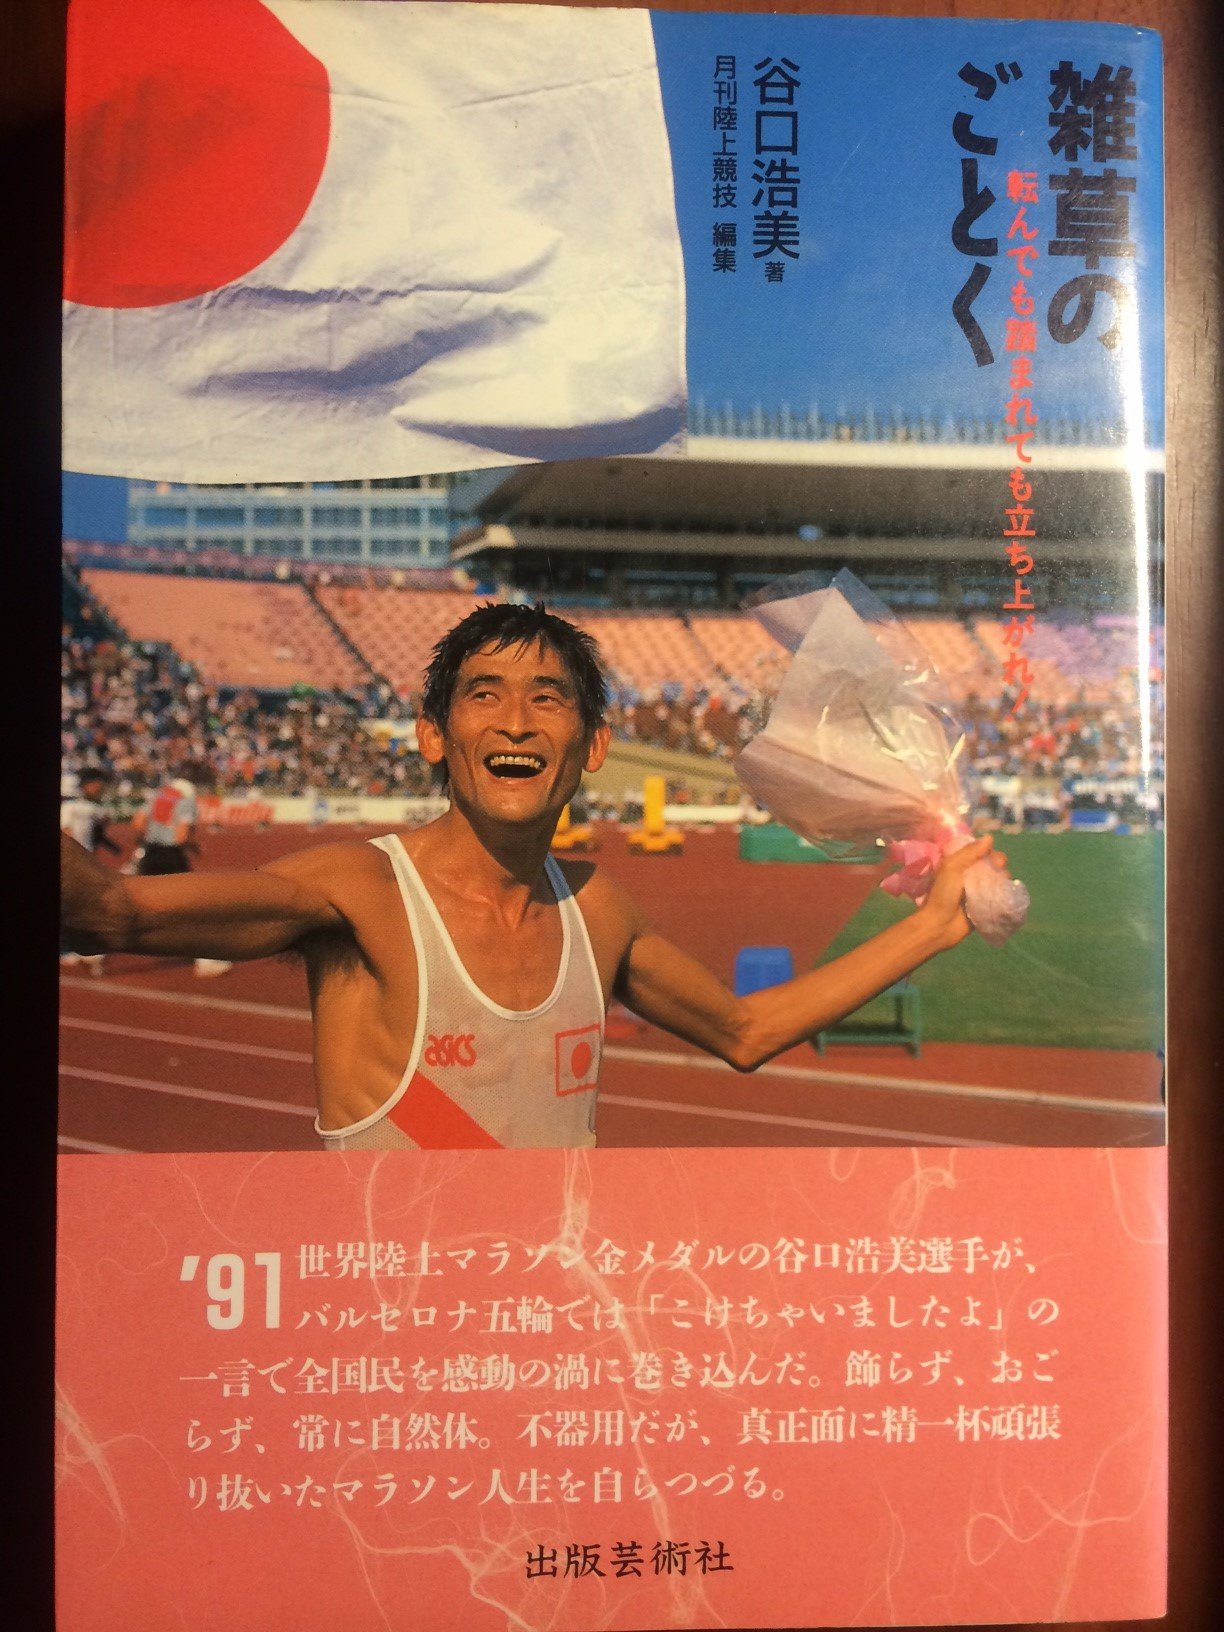 雑草の
ごとく
転んでも踏まれても立ち上がれ!
谷口浩美 著
月刊陸上競技 編集
asics
'91世界陸上マラソン金メダルの谷口浩美選手が、
バルセロナ五輪では「こけちゃいましたよ」の
一言で全国民を感動の渦に巻き込んだ。飾らず、おご
らず、常に自然体。不器用だが、真正面に精一杯頑張
り抜いたマラソン人生を自らつづる。
出版芸術社